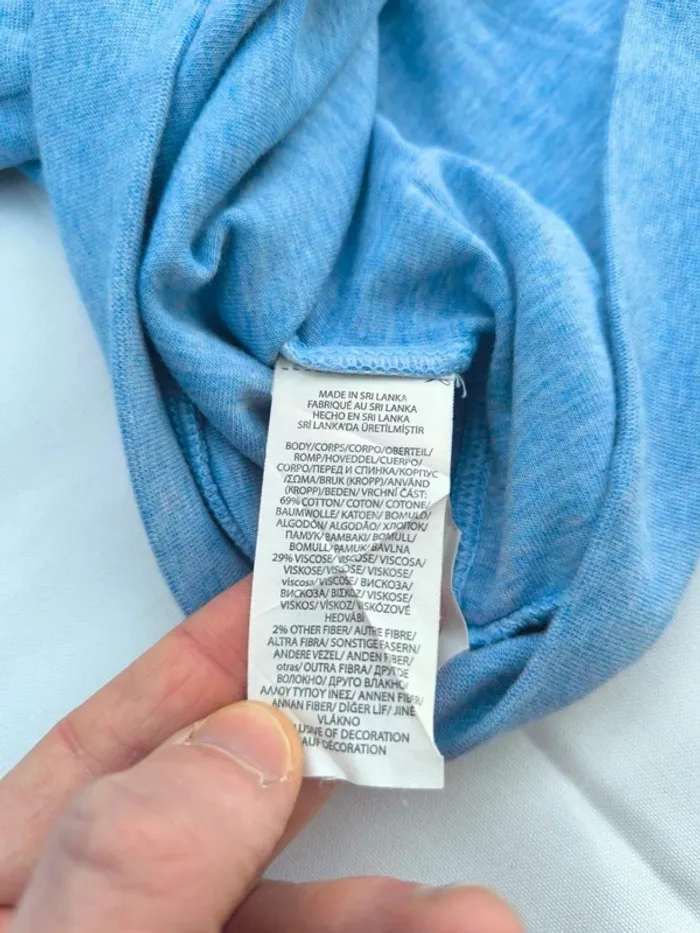 MADE IN SRI LANKA
FABRIQUÉ AU SRI LANKA
HECHO EN SRI LANKA
SRİ LANKA'DA ÜRETİLMİŞTİR
BODY/CORPS/CORPO/OBERTEIL/
ROMP/HOVEDDEL/CUERPO/
CORPO/ПЕРЕД И СПИНКА/КОРПУС
/ΣΩΜΑ/BRUK (KROPP)/ANVÄND
(KROPP)/BEDEN/ VRCHNÍ ČÁST:
69% COTTON/ COTON/ COTONE/
BAUMWOLLE/ KATOEN/ BOMULD/
ALGODÓN/ ALGODÃO/ ХЛОПОК/
ПАМУК/ BAMBAKI/ BOMULL/
BOMULL/ PAMUK/ BAVLNA
29% VISCOSE/ VISCOSE/ VISCOSA/
VISKOSE/ VISCOSE/ VISKOSE/
viscosa/ VISCOSE/ ВИСКОЗА/
ВИСКОЗА/ ΒΙΣΚΟΖ/ VISKOSE/
VISKOS/ VİSKOZ/ VISKÓZOVÉ
HEDVÁBÍ
2% OTHER FIBER/ AUTRE FIBRE/
ALTRA FIBRA/ SONSTIGE FASERN/
ANDERE VEZEL/ ANDEN FIBER/
otras/ OUTRA FIBRA/ ДРУГОЕ
ВОЛОКНО/ ДРУГО ВЛАКНО/
ΑΛΛΟΥ ΤΥΠΟΥ ΙΝΕΣ/ ANNEN FIBER/
ANNAN FIBER/ DİĞER LİF/ JINÉ
VLÁKNO
OF DECORATION
DÉCORATION